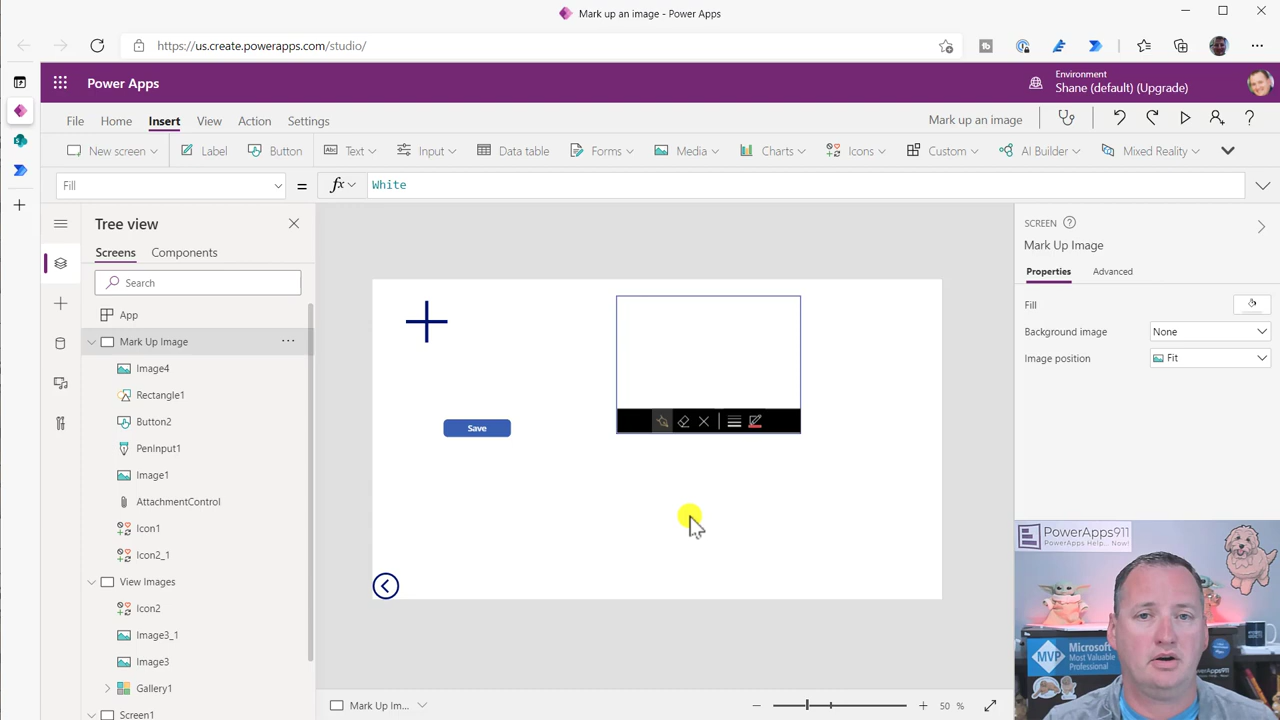 Mark up an image - Power Apps
https://us.create.powerapps.com/studio/
Power Apps
Environment
Shane (default) (Upgrade)
File Home Insert View Action Settings
Mark up an image
New screen Label Button Text Input Data table Forms Media Charts Icons Custom AI Builder Mixed Reality
Fill = fx White
Tree view
Screens Components
Search
App
Mark Up Image
Image4
Rectangle1
Button2
PenInput1
Image1
AttachmentControl
Icon1
Icon2_1
View Images
Icon2
Image3_1
Image3
Gallery1
Screen1
Save
SCREEN
Mark Up Image
Properties Advanced
Fill
Background image None
Image position Fit
PowerApps911
PowerApps Help... Now!
Microsoft
Most Valuable
Professional
MVP
Mark Up Im...
50 %